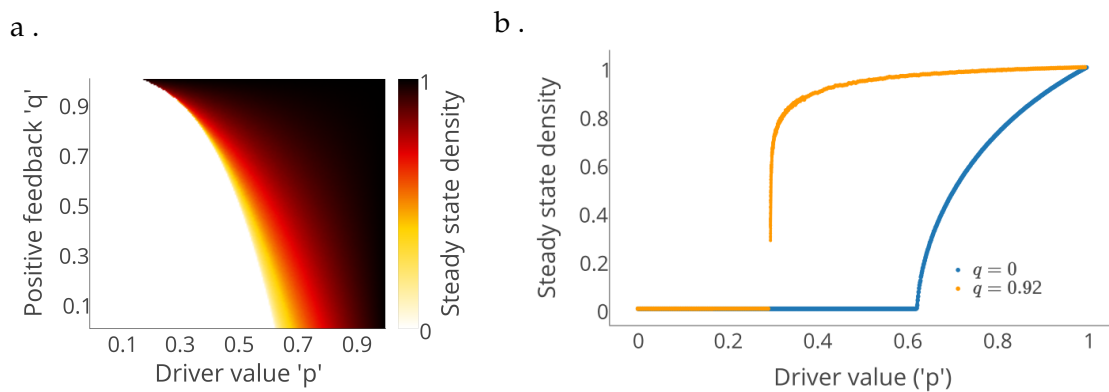 a .
Positive feedback 'q'
0.9
0.7
0.5
0.3
0.1
0.1 0.3 0.5 0.7 0.9
Driver value 'p'
1
0
Steady state density
b .
Steady state density
1
0.8
0.6
0.4
0.2
0
0 0.2 0.4 0.6 0.8 1
Driver value ('p')
q = 0
q = 0.92